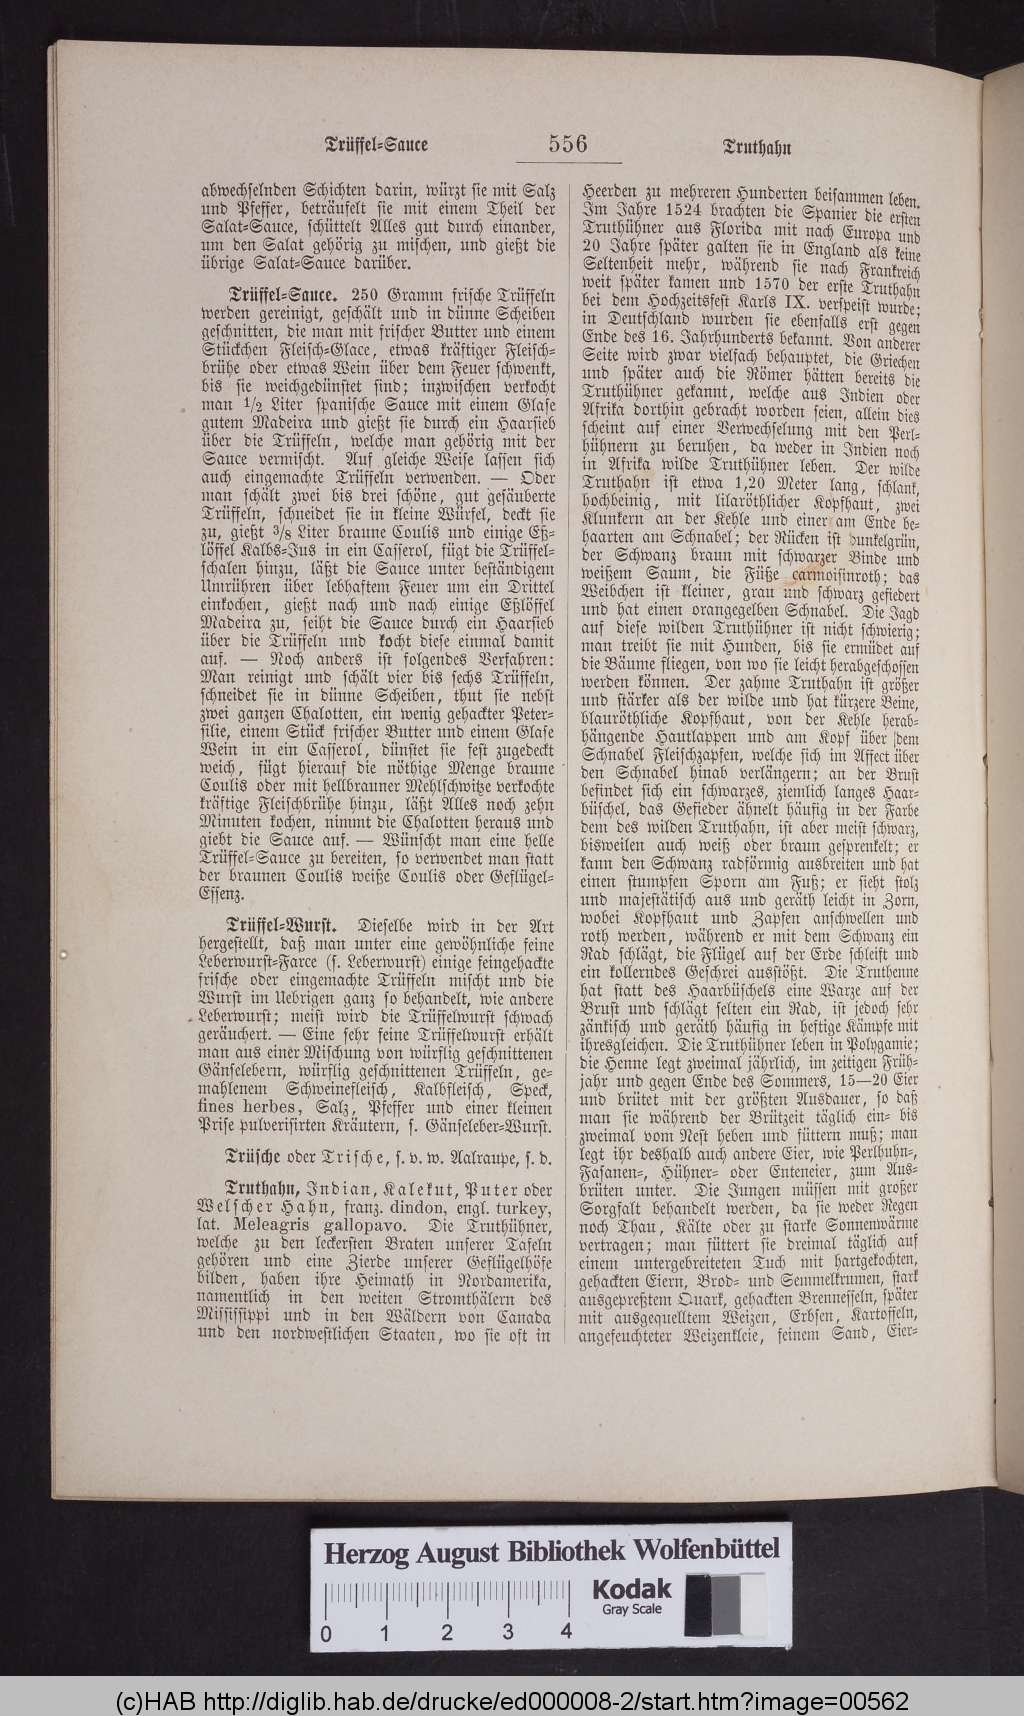 Trüffel-Sauce 556 Truthahn
abwechselnden Schichten darin, würzt sie mit Salz
und Pfeffer, beträufelt sie mit einem Theil der
Salat-Sauce, schüttelt Alles gut durch einander,
um den Salat gehörig zu mischen, und gießt die
übrige Salat-Sauce darüber.
Trüffel-Sauce. 250 Gramm frische Trüffeln
werden gereinigt, geschält und in dünne Scheiben
geschnitten, die man mit frischer Butter und einem
Stückchen Fleisch-Glace, etwas kräftiger Fleisch-
brühe oder etwas Wein über dem Feuer schwenkt,
bis sie weichgedünstet sind; inzwischen verkocht
man 1/2 Liter spanische Sauce mit einem Glase
gutem Madeira und gießt sie durch ein Haarsieb
über die Trüffeln, welche man gehörig mit der
Sauce vermischt. Auf gleiche Weise lassen sich
auch eingemachte Trüffeln verwenden. — Oder
man schält zwei bis drei schöne, gut gesäuberte
Trüffeln, schneidet sie in kleine Würfel, deckt sie
zu, gießt 3/8 Liter braune Coulis und einige Eß-
löffel Kalbs-Jus in ein Casserol, fügt die Trüffel-
schalen hinzu, läßt die Sauce unter beständigem
Umrühren über lebhaftem Feuer um ein Drittel
einkochen, gießt nach und nach einige Eßlöffel
Madeira zu, seiht die Sauce durch ein Haarsieb
über die Trüffeln und kocht diese einmal damit
auf. — Noch anders ist folgendes Verfahren:
Man reinigt und schält vier bis sechs Trüffeln,
schneidet sie in dünne Scheiben, thut sie nebst
zwei ganzen Chalotten, ein wenig gehackter Peter-
silie, einem Stück frischer Butter und einem Glase
Wein in ein Casserol, dünstet sie fest zugedeckt
weich, fügt hierauf die nöthige Menge braune
Coulis oder mit hellbrauner Mehlschwitze verkochte
kräftige Fleischbrühe hinzu, läßt Alles noch zehn
Minuten kochen, nimmt die Chalotten heraus und
giebt die Sauce auf. — Wünscht man eine helle
Trüffel-Sauce zu bereiten, so verwendet man statt
der braunen Coulis weiße Coulis oder Geflügel-
Essenz.
Trüffel-Wurst. Dieselbe wird in der Art
hergestellt, daß man unter eine gewöhnliche feine
Leberwurst-Farce (s. Leberwurst) einige feingehackte
frische oder eingemachte Trüffeln mischt und die
Wurst im Uebrigen ganz so behandelt, wie andere
Leberwurst; meist wird die Trüffelwurst schwach
geräuchert. — Eine sehr feine Trüffelwurst erhält
man aus einer Mischung von würflig geschnittenen
Gänselebern, würflig geschnittenen Trüffeln, ge-
mahlenem Schweinefleisch, Kalbfleisch, Speck,
fines herbes, Salz, Pfeffer und einer kleinen
Prise pulverisirten Kräutern, s. Gänseleber-Wurst.
Trüsche oder Trische, s. v. w. Aalraupe, s. d.
Truthahn, Indian, Kalekut, Puter oder
Welscher Hahn, franz. dindon, engl. turkey,
lat. Meleagris gallopavo. Die Truthühner,
welche zu den leckersten Braten unserer Tafeln
gehören und eine Zierde unserer Geflügelhöfe
bilden, haben ihre Heimath in Nordamerika,
namentlich in den weiten Stromthälern des
Mississippi und in den Wäldern von Canada
und den nordwestlichen Staaten, wo sie oft in
Heerden zu mehreren Hunderten beisammen leben.
Im Jahre 1524 brachten die Spanier die ersten
Truthühner aus Florida mit nach Europa und
20 Jahre später galten sie in England als keine
Seltenheit mehr, während sie nach Frankreich
weit später kamen und 1570 der erste Truthahn
bei dem Hochzeitsfest Karls IX. verspeist wurde;
in Deutschland wurden sie ebenfalls erst gegen
Ende des 16. Jahrhunderts bekannt. Von anderer
Seite wird zwar vielfach behauptet, die Griechen
und später auch die Römer hätten bereits die
Truthühner gekannt, welche aus Indien oder
Afrika dorthin gebracht worden seien, allein dies
scheint auf einer Verwechselung mit den Perl-
hühnern zu beruhen, da weder in Indien noch
in Afrika wilde Truthühner leben. Der wilde
Truthahn ist etwa 1,20 Meter lang, schlank,
hochbeinig, mit lilaröthlicher Kopfhaut, zwei
Klunkern an der Kehle und einer am Ende be-
haarten am Schnabel; der Rücken ist dunkelgrün,
der Schwanz braun mit schwarzer Binde und
weißem Saum, die Füße carmoisinroth; das
Weibchen ist kleiner, grau und schwarz gefiedert
und hat einen orangegelben Schnabel. Die Jagd
auf diese wilden Truthühner ist nicht schwierig;
man treibt sie mit Hunden, bis sie ermüdet auf
die Bäume fliegen, von wo sie leicht herabgeschossen
werden können. Der zahme Truthahn ist größer
und stärker als der wilde und hat kürzere Beine,
blauröthliche Kopfhaut, von der Kehle herab-
hängende Hautlappen und am Kopf über dem
Schnabel Fleischzapfen, welche sich im Affect über
den Schnabel hinab verlängern; an der Brust
befindet sich ein schwarzes, ziemlich langes Haar-
büschel, das Gefieder ähnelt häufig in der Farbe
dem des wilden Truthahn, ist aber meist schwarz,
bisweilen auch weiß oder braun gesprenkelt; er
kann den Schwanz radförmig ausbreiten und hat
einen stumpfen Sporn am Fuß; er sieht stolz
und majestätisch aus und geräth leicht in Zorn,
wobei Kopfhaut und Zapfen anschwellen und
roth werden, während er mit dem Schwanz ein
Rad schlägt, die Flügel auf der Erde schleift und
ein kollerndes Geschrei ausstößt. Die Truthenne
hat statt des Haarbüschels eine Warze auf der
Brust und schlägt selten ein Rad, ist jedoch sehr
zänkisch und geräth häufig in heftige Kämpfe mit
ihresgleichen. Die Truthühner leben in Polygamie;
die Henne legt zweimal jährlich, im zeitigen Früh-
jahr und gegen Ende des Sommers, 15—20 Eier
und brütet mit der größten Ausdauer, so daß
man sie während der Brützeit täglich ein- bis
zweimal vom Nest heben und füttern muß; man
legt ihr deshalb auch andere Eier, wie Perlhuhn-,
Fasanen-, Hühner- oder Enteneier, zum Aus-
brüten unter. Die Jungen müssen mit großer
Sorgfalt behandelt werden, da sie weder Regen
noch Thau, Kälte oder zu starke Sonnenwärme
vertragen; man füttert sie dreimal täglich auf
einem untergebreiteten Tuch mit hartgekochten,
gehackten Eiern, Brod- und Semmelkrumen, stark
ausgepreßtem Quark, gehackten Brennesseln, später
mit ausgequelltem Weizen, Erbsen, Kartoffeln,
angefeuchteter Weizenkleie, feinem Sand, Eier-
Herzog August Bibliothek Wolfenbüttel
Kodak
Gray Scale
0 1 2 3 4
(c)HAB http://diglib.hab.de/drucke/ed000008-2/start.htm?image=00562